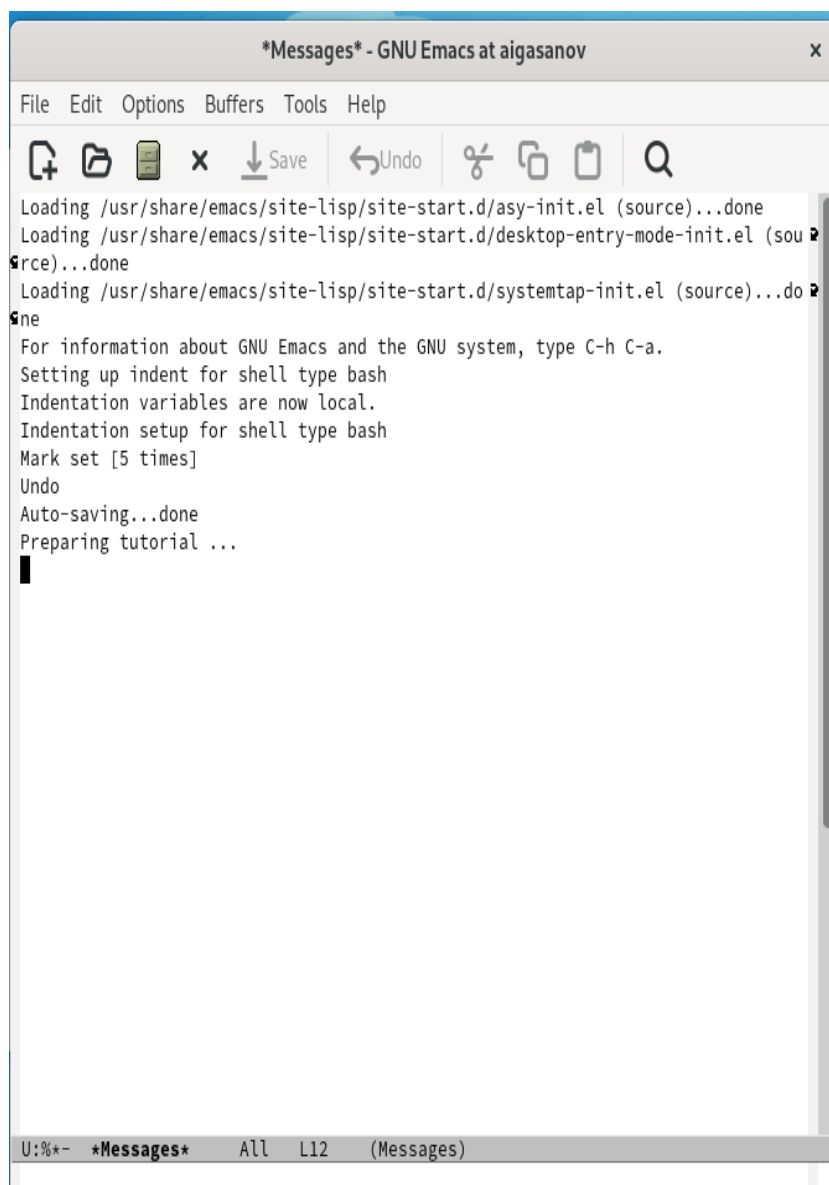 *Messages* - GNU Emacs at aigasanov
File Edit Options Buffers Tools Help
Save Undo
Loading /usr/share/emacs/site-lisp/site-start.d/asy-init.el (source)...done
Loading /usr/share/emacs/site-lisp/site-start.d/desktop-entry-mode-init.el (sou
rce)...done
Loading /usr/share/emacs/site-lisp/site-start.d/systemtap-init.el (source)...do
ne
For information about GNU Emacs and the GNU system, type C-h C-a.
Setting up indent for shell type bash
Indentation variables are now local.
Indentation setup for shell type bash
Mark set [5 times]
Undo
Auto-saving...done
Preparing tutorial ...
U:%*- *Messages* All L12 (Messages)